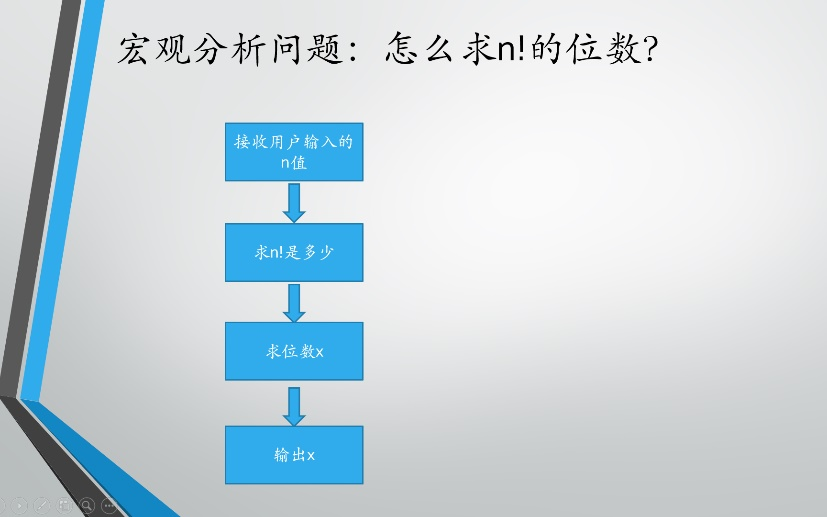 宏观分析问题：怎么求n!的位数?
接收用户输入的
n值
求n!是多少
求位数x
输出x